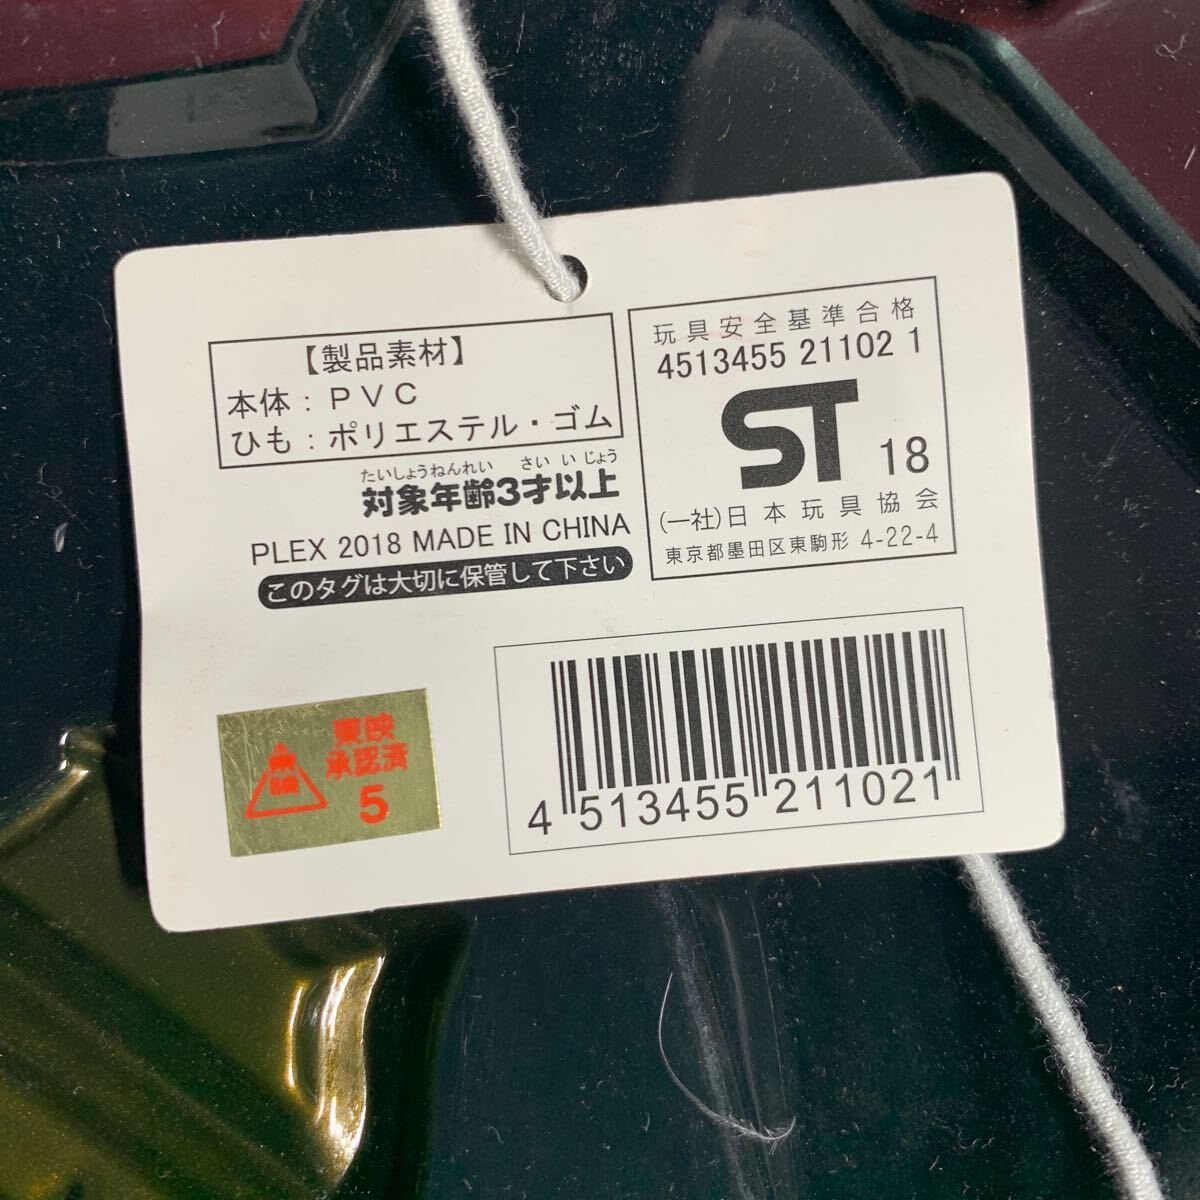 【製品素材】
本体：ＰＶＣ
ひも：ポリエステル・ゴム
たいしょうねんれい さい いじょう
対象年齢3才以上
PLEX 2018 MADE IN CHINA
このタグは大切に保管して下さい
玩具安全基準合格
4513455 21102 1
ST 18
(一社)日本玩具協会
東京都墨田区東駒形 4-22-4
東映
承認済
5
4 513455 211021